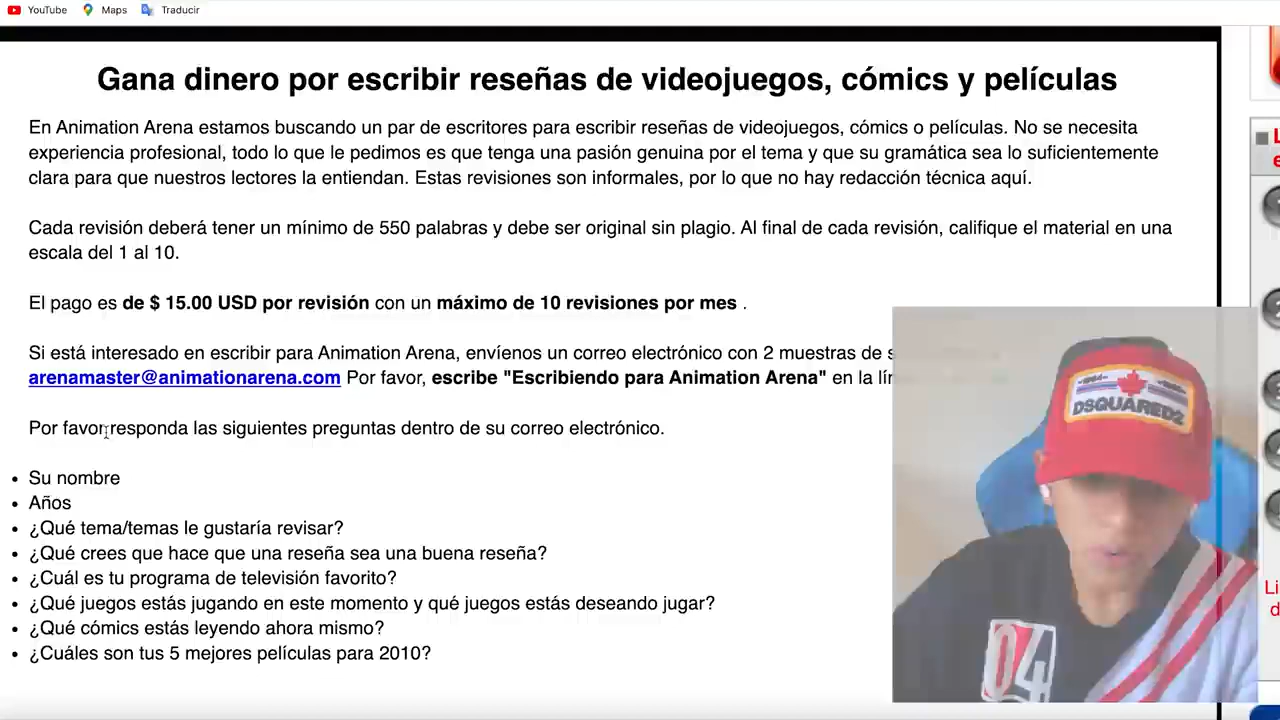 YouTube Maps Traducir
Gana dinero por escribir reseñas de videojuegos, cómics y películas
En Animation Arena estamos buscando un par de escritores para escribir reseñas de videojuegos, cómics o películas. No se necesita
experiencia profesional, todo lo que le pedimos es que tenga una pasión genuina por el tema y que su gramática sea lo suficientemente
clara para que nuestros lectores la entiendan. Estas revisiones son informales, por lo que no hay redacción técnica aquí.
Cada revisión deberá tener un mínimo de 550 palabras y debe ser original sin plagio. Al final de cada revisión, califique el material en una
escala del 1 al 10.
El pago es de $ 15.00 USD por revisión con un máximo de 10 revisiones por mes .
Si está interesado en escribir para Animation Arena, envíenos un correo electrónico con 2 muestras de
arenamaster@animationarena.com Por favor, escribe "Escribiendo para Animation Arena" en la
Por favor responda las siguientes preguntas dentro de su correo electrónico.
Su nombre
Años
¿Qué tema/temas le gustaría revisar?
¿Qué crees que hace que una reseña sea una buena reseña?
¿Cuál es tu programa de televisión favorito?
¿Qué juegos estás jugando en este momento y qué juegos estás deseando jugar?
¿Qué cómics estás leyendo ahora mismo?
¿Cuáles son tus 5 mejores películas para 2010?
DSQUARED2
04